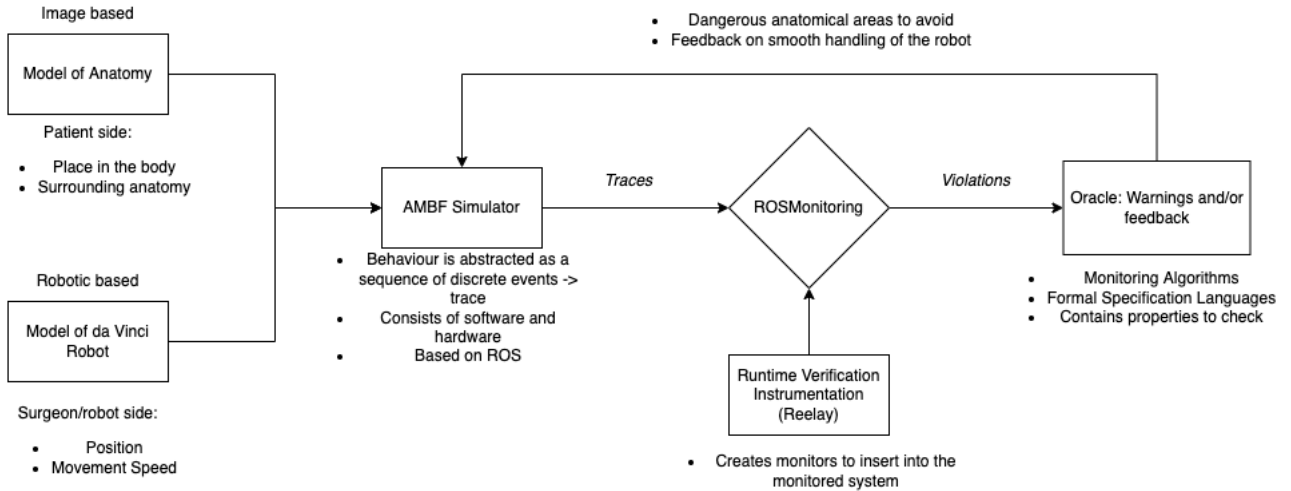 Image based
Model of Anatomy
Patient side:
• Place in the body
• Surrounding anatomy
Robotic based
Model of da Vinci
Robot
Surgeon/robot side:
• Position
• Movement Speed
AMBF Simulator
• Behaviour is abstracted as a
sequence of discrete events ->
trace
• Consists of software and
hardware
• Based on ROS
Traces
ROSMonitoring
Runtime Verification
Instrumentation
(Reelay)
• Creates monitors to insert into the
monitored system
Violations
Oracle: Warnings and/or
feedback
• Monitoring Algorithms
• Formal Specification Languages
• Contains properties to check
• Dangerous anatomical areas to avoid
• Feedback on smooth handling of the robot